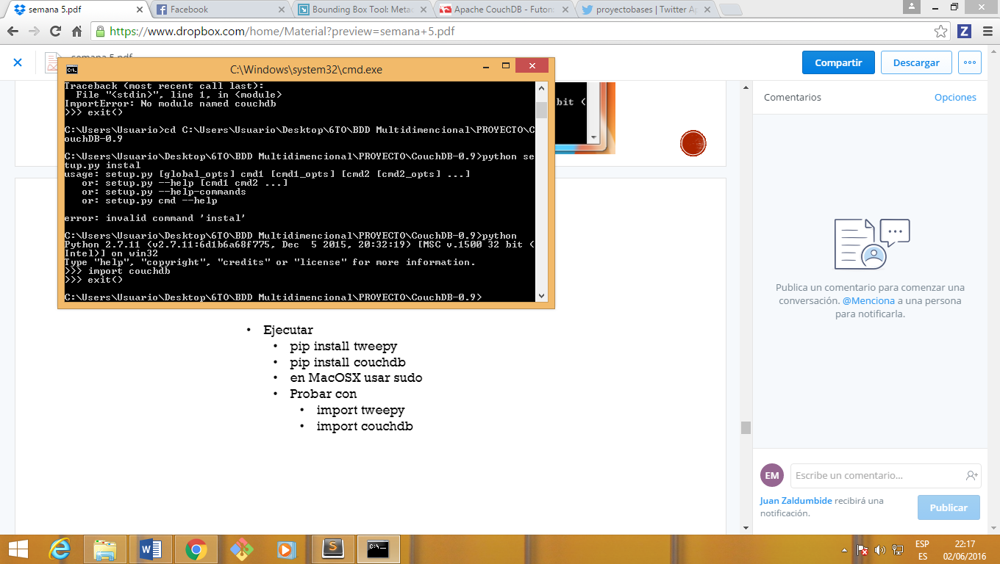 semana 5.pdf
Facebook
Bounding Box Tool: Metad
Apache CouchDB - Futon:
proyectobases | Twitter Ap
https://www.dropbox.com/home/Material?preview=semana+5.pdf
Z
semana 5.pdf
Compartir
Descargar
C:\Windows\system32\cmd.exe
Traceback (most recent call last):
File "<stdin>", line 1, in <module>
ImportError: No module named couchdb
>>> exit()
C:\Users\Usuario>cd C:\Users\Usuario\Desktop\6TO\BDD Multidimencional\PROYECTO\C
ouchDB-0.9
C:\Users\Usuario\Desktop\6TO\BDD Multidimencional\PROYECTO\CouchDB-0.9>python se
tup.py instal
usage: setup.py [global_opts] cmd1 [cmd1_opts] [cmd2 [cmd2_opts] ...]
or: setup.py --help [cmd1 cmd2 ...]
or: setup.py --help-commands
or: setup.py cmd --help
error: invalid command 'instal'
C:\Users\Usuario\Desktop\6TO\BDD Multidimencional\PROYECTO\CouchDB-0.9>python
Python 2.7.11 (v2.7.11:6d1b6a68f775, Dec  5 2015, 20:32:19) [MSC v.1500 32 bit (
Intel)] on win32
Type "help", "copyright", "credits" or "license" for more information.
>>> import couchdb
>>> exit()
C:\Users\Usuario\Desktop\6TO\BDD Multidimencional\PROYECTO\CouchDB-0.9>
bit (
• Ejecutar
• pip install tweepy
• pip install couchdb
• en MacOSX usar sudo
• Probar con
• import tweepy
• import couchdb
Comentarios
Opciones
Publica un comentario para comenzar una
conversación. @Menciona a una persona
para notificarla.
EM
Escribe un comentario...
Juan Zaldumbide recibirá una
notificación.
Publicar
ESP
ES
22:17
02/06/2016